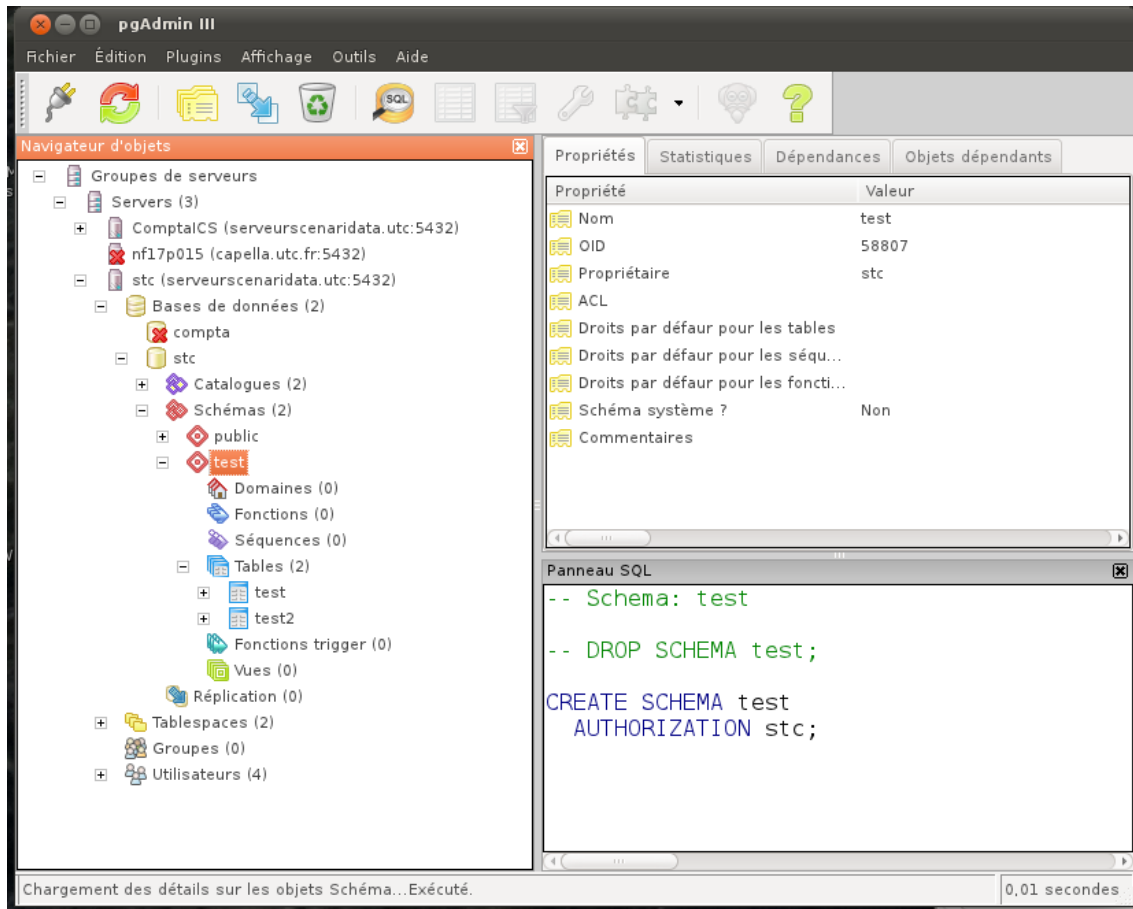 pgAdmin III
Fichier Édition Plugins Affichage Outils Aide
SQL
Navigateur d'objets
Groupes de serveurs
Servers (3)
ComptaICS (serveurscenaridata.utc:5432)
nf17p015 (capella.utc.fr:5432)
stc (serveurscenaridata.utc:5432)
Bases de données (2)
compta
stc
Catalogues (2)
Schémas (2)
public
test
Domaines (0)
Fonctions (0)
Séquences (0)
Tables (2)
test
test2
Fonctions trigger (0)
Vues (0)
Réplication (0)
Tablespaces (2)
Groupes (0)
Utilisateurs (4)
Propriétés Statistiques Dépendances Objets dépendants
Propriété Valeur
Nom test
OID 58807
Propriétaire stc
ACL
Droits par défaur pour les tables
Droits par défaur pour les séqu...
Droits par défaur pour les foncti...
Schéma système ? Non
Commentaires
Panneau SQL
-- Schema: test
-- DROP SCHEMA test;
CREATE SCHEMA test
AUTHORIZATION stc;
Chargement des détails sur les objets Schéma...Exécuté.
0,01 secondes